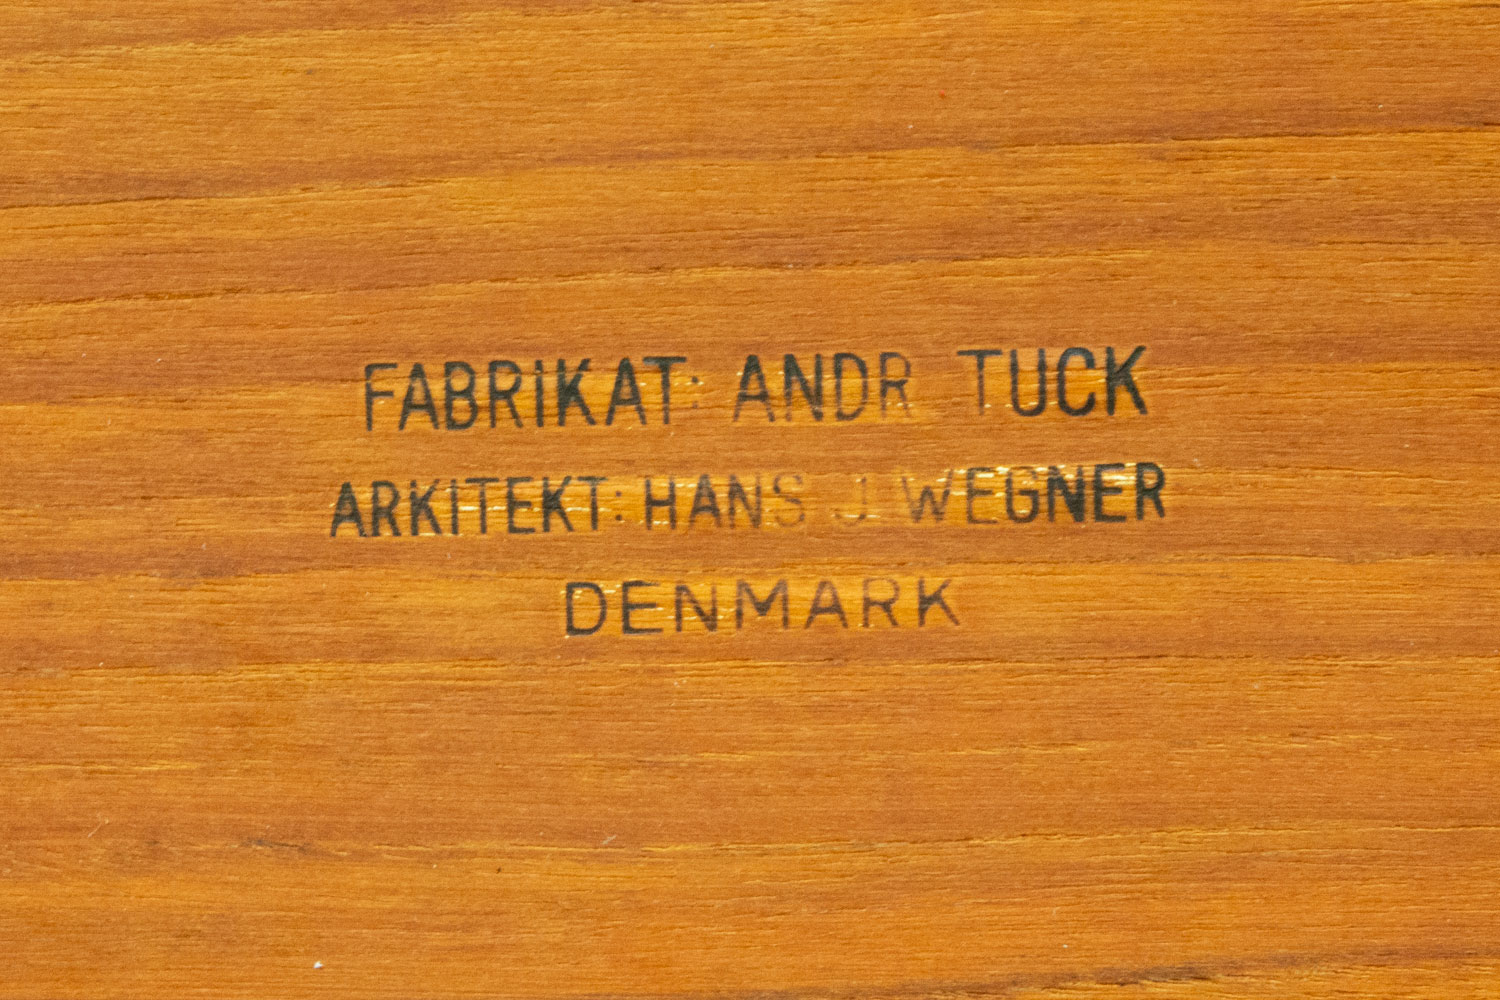 FABRIKAT: ANDR TUCK
ARKITEKT: HANS J. WEGNER
DENMARK